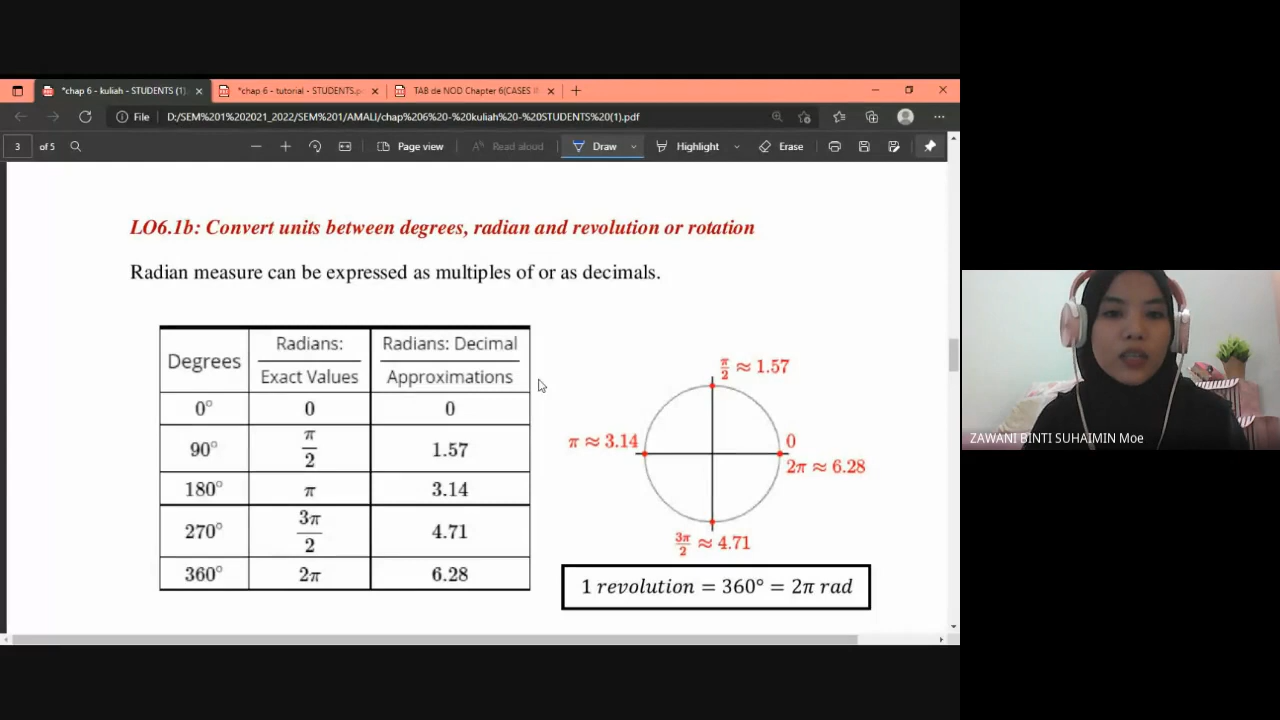 *chap 6 - kuliah - STUDENTS (1).
*chap 6 - tutorial - STUDENTS.p
TAB de NOD Chapter 6(CASES I
File
D:/SEM%201%202021_2022/SEM%201/AMALI/chap%206%20-%20kuliah%20-%20STUDENTS%20(1).pdf
3 of 5
Page view
Read aloud
Draw
Highlight
Erase
LO6.1b: Convert units between degrees, radian and revolution or rotation
Radian measure can be expressed as multiples of or as decimals.
Degrees
Radians:
Exact Values
Radians: Decimal
Approximations
0° 0 0
90° π/2 1.57
180° π 3.14
270° 3π/2 4.71
360° 2π 6.28
π/2 ≈ 1.57
π ≈ 3.14
0
2π ≈ 6.28
3π/2 ≈ 4.71
1 revolution = 360° = 2π rad
ZAWANI BINTI SUHAIMIN Moe